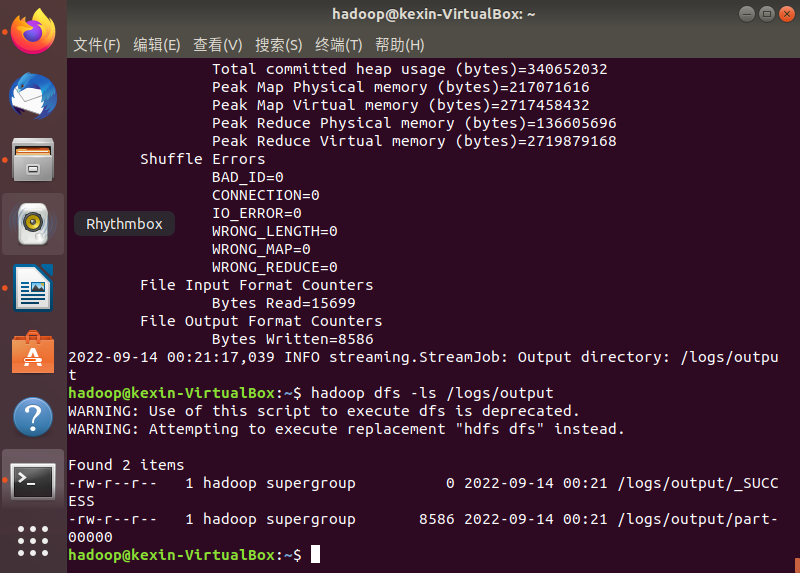 hadoop@kexin-VirtualBox: ~
文件(F) 编辑(E) 查看(V) 搜索(S) 终端(T) 帮助(H)
Total committed heap usage (bytes)=340652032
Peak Map Physical memory (bytes)=217071616
Peak Map Virtual memory (bytes)=2717458432
Peak Reduce Physical memory (bytes)=136605696
Peak Reduce Virtual memory (bytes)=2719879168
Shuffle Errors
BAD_ID=0
CONNECTION=0
IO_ERROR=0
Rhythmbox
WRONG_LENGTH=0
WRONG_MAP=0
WRONG_REDUCE=0
File Input Format Counters
Bytes Read=15699
File Output Format Counters
Bytes Written=8586
2022-09-14 00:21:17,039 INFO streaming.StreamJob: Output directory: /logs/outpu
t
hadoop@kexin-VirtualBox:~$ hadoop dfs -ls /logs/output
WARNING: Use of this script to execute dfs is deprecated.
WARNING: Attempting to execute replacement "hdfs dfs" instead.
Found 2 items
-rw-r--r--   1 hadoop supergroup          0 2022-09-14 00:21 /logs/output/_SUCC
ESS
-rw-r--r--   1 hadoop supergroup       8586 2022-09-14 00:21 /logs/output/part-
00000
hadoop@kexin-VirtualBox:~$